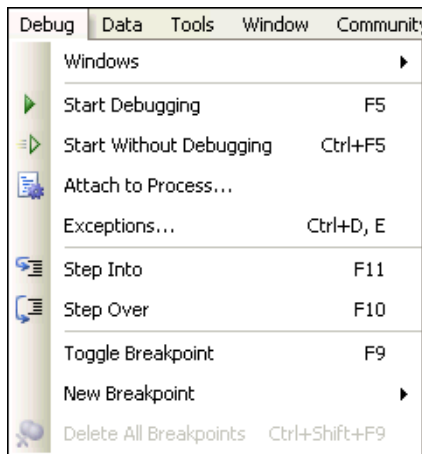 Debug Data Tools Window Community
Windows
Start Debugging F5
Start Without Debugging Ctrl+F5
Attach to Process...
Exceptions... Ctrl+D, E
Step Into F11
Step Over F10
Toggle Breakpoint F9
New Breakpoint
Delete All Breakpoints Ctrl+Shift+F9